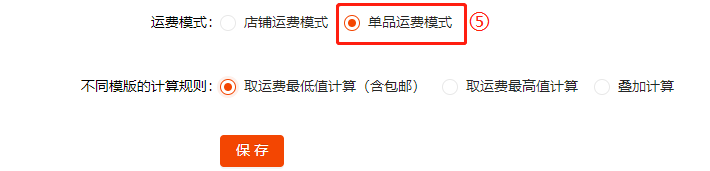 运费模式： 店铺运费模式 单品运费模式 ⑤
不同模版的计算规则： 取运费最低值计算（含包邮） 取运费最高值计算 叠加计算
保 存